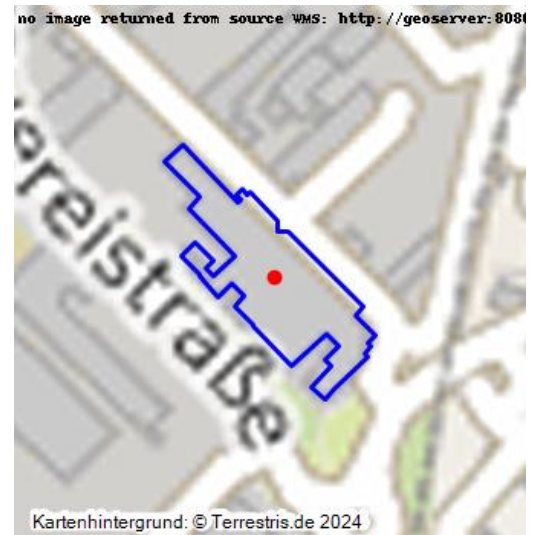 no image returned from source WMS: http://geoserver:808
ereistraße
Kartenhintergrund: © Terrestris.de 2024